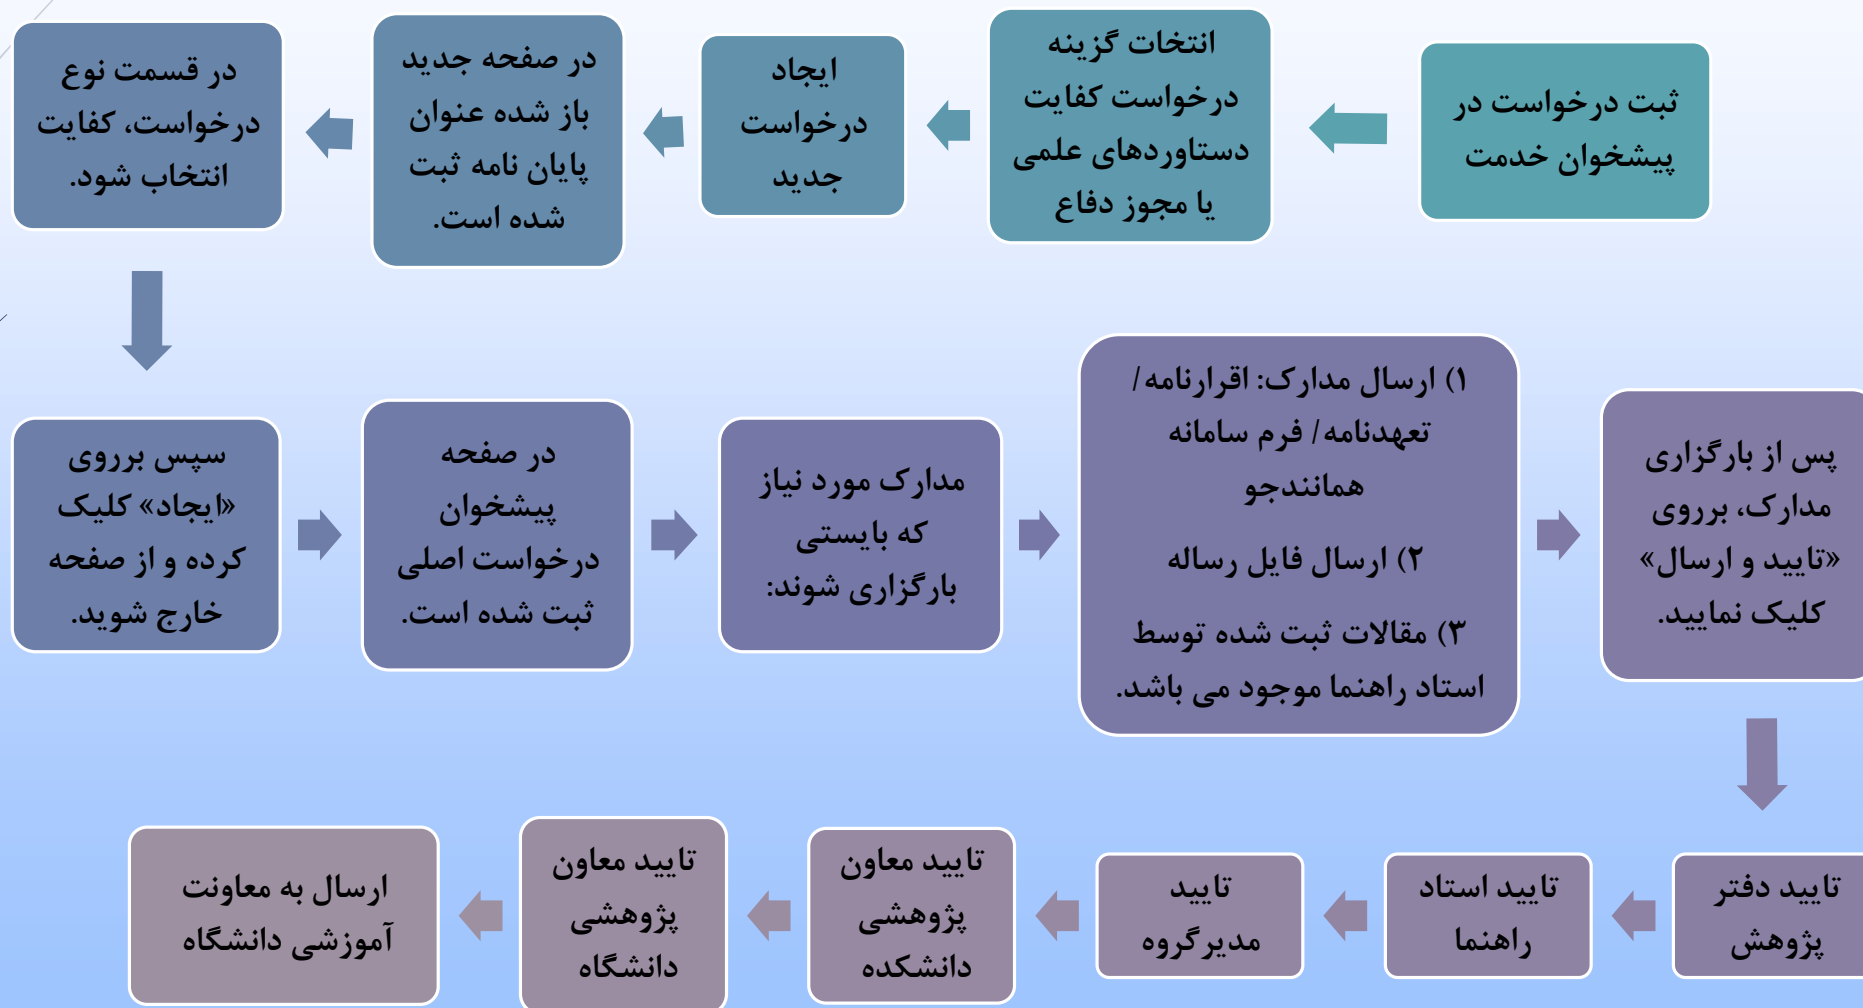 ثبت درخواست در
پیشخوان خدمت
انتخات گزینه
درخواست کفایت
دستاوردهای علمی
یا مجوز دفاع
ایجاد
درخواست
جدید
در صفحه جدید
باز شده عنوان
پایان نامه ثبت
شده است.
در قسمت نوع
درخواست، کفایت
انتخاب شود.
سپس برروی
«ایجاد» کلیک
کرده و از صفحه
خارج شوید.
در صفحه
پیشخوان
درخواست اصلی
ثبت شده است.
مدارک مورد نیاز
که بایستی
بارگزاری شوند:
۱) ارسال مدارک: اقرارنامه/
تعهدنامه/ فرم سامانه
همانندجو
۲) ارسال فایل رساله
۳) مقالات ثبت شده توسط
استاد راهنما موجود می باشد.
پس از بارگزاری
مدارک، برروی
«تایید و ارسال»
کلیک نمایید.
تایید دفتر
پژوهش
تایید استاد
راهنما
تایید
مدیرگروه
تایید معاون
پژوهشی
دانشکده
تایید معاون
پژوهشی
دانشگاه
ارسال به معاونت
آموزشی دانشگاه